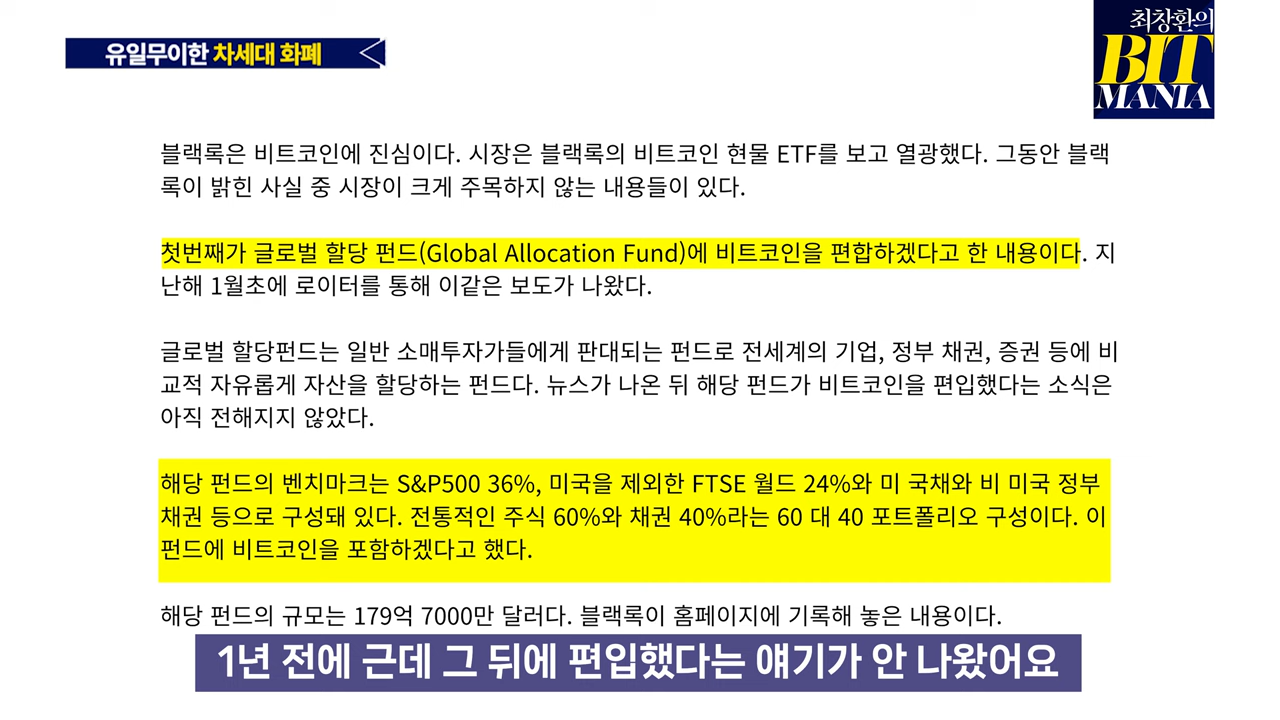 유일무이한 차세대 화폐
최창환의
BIT
MANIA
블랙록은 비트코인에 진심이다. 시장은 블랙록의 비트코인 현물 ETF를 보고 열광했다. 그동안 블랙
록이 밝힌 사실 중 시장이 크게 주목하지 않는 내용들이 있다.
첫번째가 글로벌 할당 펀드(Global Allocation Fund)에 비트코인을 편합하겠다고 한 내용이다. 지
난해 1월초에 로이터를 통해 이같은 보도가 나왔다.
글로벌 할당펀드는 일반 소매투자가들에게 판대되는 펀드로 전세계의 기업, 정부 채권, 증권 등에 비
교적 자유롭게 자산을 할당하는 펀드다. 뉴스가 나온 뒤 해당 펀드가 비트코인을 편입했다는 소식은
아직 전해지지 않았다.
해당 펀드의 벤치마크는 S&P500 36%, 미국을 제외한 FTSE 월드 24%와 미 국채와 비 미국 정부
채권 등으로 구성돼 있다. 전통적인 주식 60%와 채권 40%라는 60 대 40 포트폴리오 구성이다. 이
펀드에 비트코인을 포함하겠다고 했다.
해당 펀드의 규모는 179억 7000만 달러다. 블랙록이 홈페이지에 기록해 놓은 내용이다.
1년 전에 근데 그 뒤에 편입했다는 얘기가 안 나왔어요